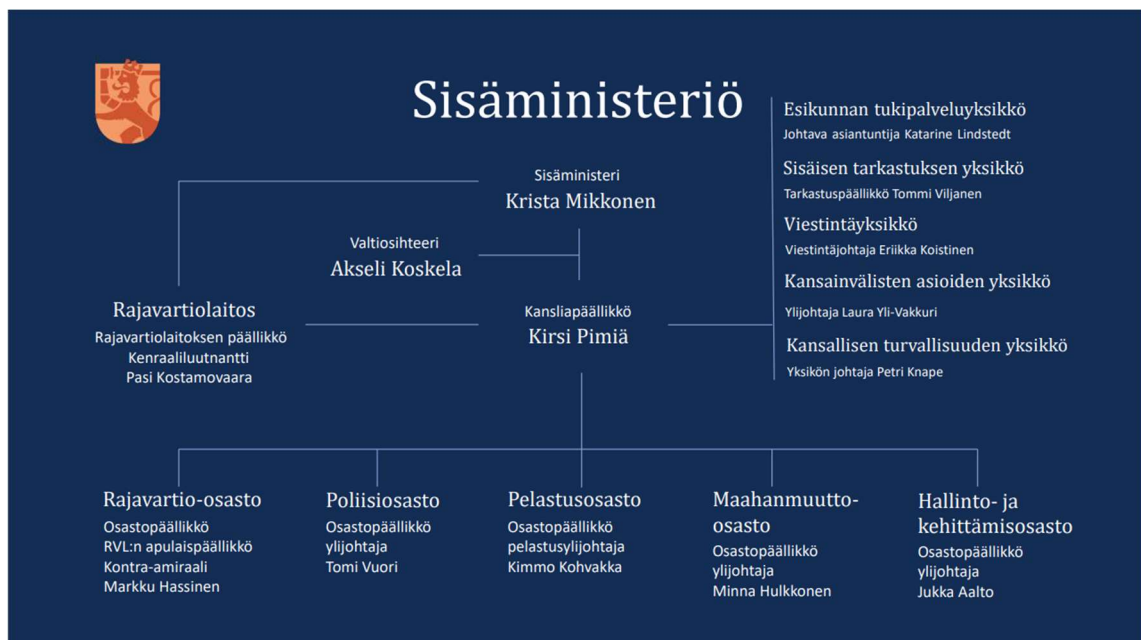 Sisäministeriö
Sisäministeri
Krista Mikkonen
Valtiosihteeri
Akseli Koskela
Rajavartiolaitos
Rajavartiolaitoksen päällikkö
Kenraaliluutnantti
Pasi Kostamovaara
Kansliapäällikkö
Kirsi Pimiä
Esikunnan tukipalveluyksikkö
Johtava asiantuntija Katarine Lindstedt
Sisäisen tarkastuksen yksikkö
Tarkastuspäällikkö Tommi Viljanen
Viestintäyksikkö
Viestintäjohtaja Eriikka Koistinen
Kansainvälisten asioiden yksikkö
Ylijohtaja Laura Yli-Vakkuri
Kansallisen turvallisuuden yksikkö
Yksikön johtaja Petri Knape
Rajavartio-osasto
Osastopäällikkö
RVL:n apulaispäällikkö
Kontra-amiraali
Markku Hassinen
Poliisiosasto
Osastopäällikkö
ylijohtaja
Tomi Vuori
Pelastusosasto
Osastopäällikkö
pelastusylijohtaja
Kimmo Kohvakka
Maahanmuutto-
osasto
Osastopäällikkö
ylijohtaja
Minna Hulkkonen
Hallinto- ja
kehittämisosasto
Osastopäällikkö
ylijohtaja
Jukka Aalto